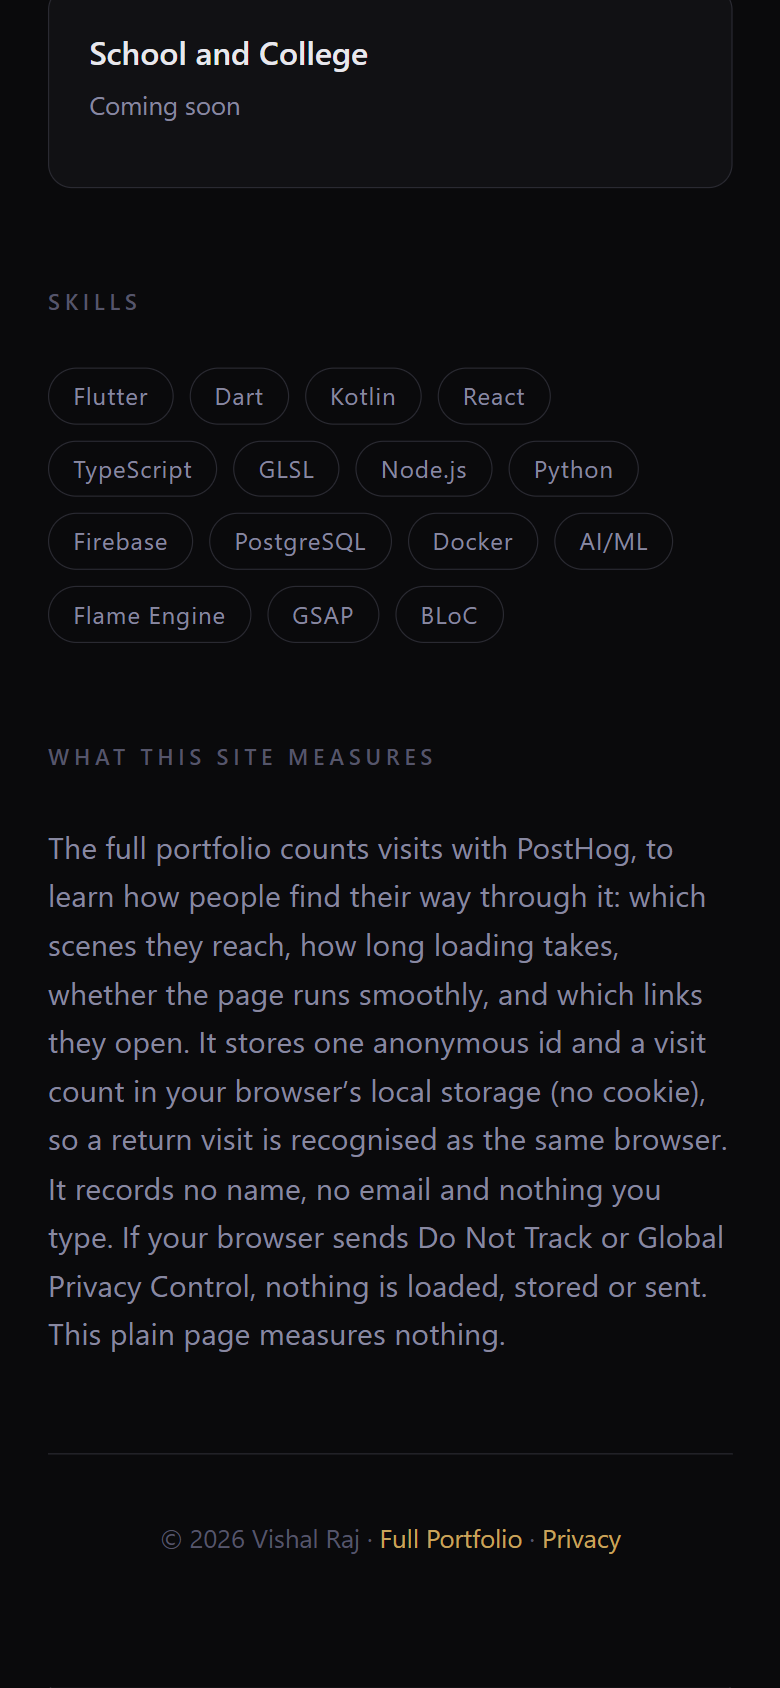 School and College
Coming soon
SKILLS
Flutter Dart Kotlin React
TypeScript GLSL Node.js Python
Firebase PostgreSQL Docker AI/ML
Flame Engine GSAP BLoC
WHAT THIS SITE MEASURES
The full portfolio counts visits with PostHog, to
learn how people find their way through it: which
scenes they reach, how long loading takes,
whether the page runs smoothly, and which links
they open. It stores one anonymous id and a visit
count in your browser’s local storage (no cookie),
so a return visit is recognised as the same browser.
It records no name, no email and nothing you
type. If your browser sends Do Not Track or Global
Privacy Control, nothing is loaded, stored or sent.
This plain page measures nothing.
© 2026 Vishal Raj · Full Portfolio · Privacy